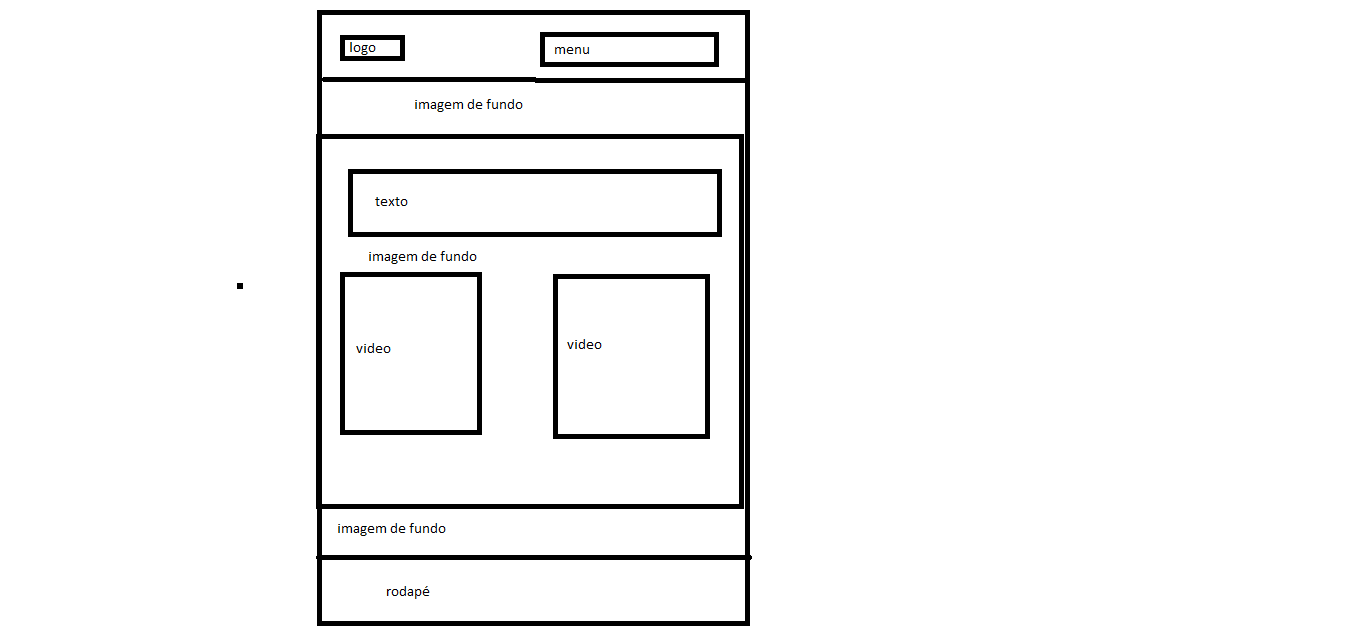 logo
menu
imagem de fundo
texto
imagem de fundo
video
video
imagem de fundo
rodapé